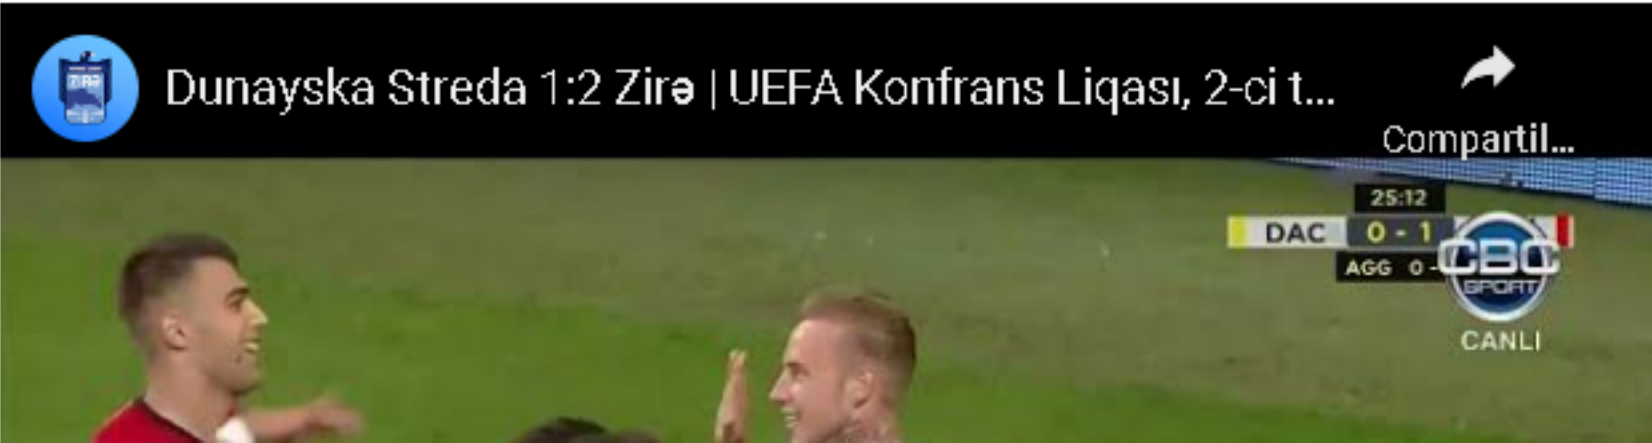 ZIRƏ
Dunayska Streda 1:2 Zirə | UEFA Konfrans Liqası, 2-ci t...
Compartil...
25:12
DAC 0 - 1
AGG 0 -
CBC
SPORT
CANLI